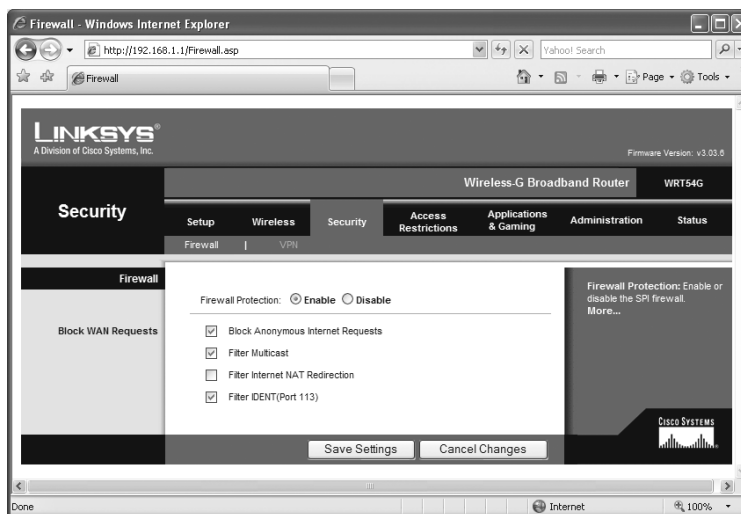 Firewall - Windows Internet Explorer
http://192.168.1.1/Firewall.asp
Yahoo! Search
Firewall
Page
Tools
LINKSYS®
A Division of Cisco Systems, Inc.
Firmware Version: v3.03.6
Wireless-G Broadband Router WRT54G
Security
Setup Wireless Security Access Restrictions Applications & Gaming Administration Status
Firewall | VPN
Firewall
Firewall Protection: Enable Disable
Block WAN Requests
Block Anonymous Internet Requests
Filter Multicast
Filter Internet NAT Redirection
Filter IDENT(Port 113)
Firewall Protection: Enable or
disable the SPI firewall.
More...
CISCO SYSTEMS
Save Settings Cancel Changes
Done
Internet
100%